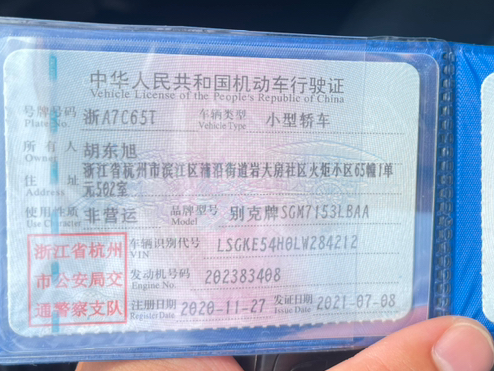 中华人民共和国机动车行驶证
Vehicle License of the People's Republic of China
号牌号码 浙A7C65T 车辆类型 小型轿车
Plate No. Vehicle Type
所有人 胡东旭
Owner
住址 浙江省杭州市滨江区浦沿街道岩大房社区火炬小区65幢1单
Address 元502室
使用性质 非营运 品牌型号 别克牌SGM7153LBAA
Use Character Model
浙江省杭州
市公安局交
通警察支队
车辆识别代号 LSGKE54H0LW284212
VIN
发动机号码 202383408
Engine No.
注册日期 2020-11-27 发证日期 2021-07-08
Register Date Issue Date